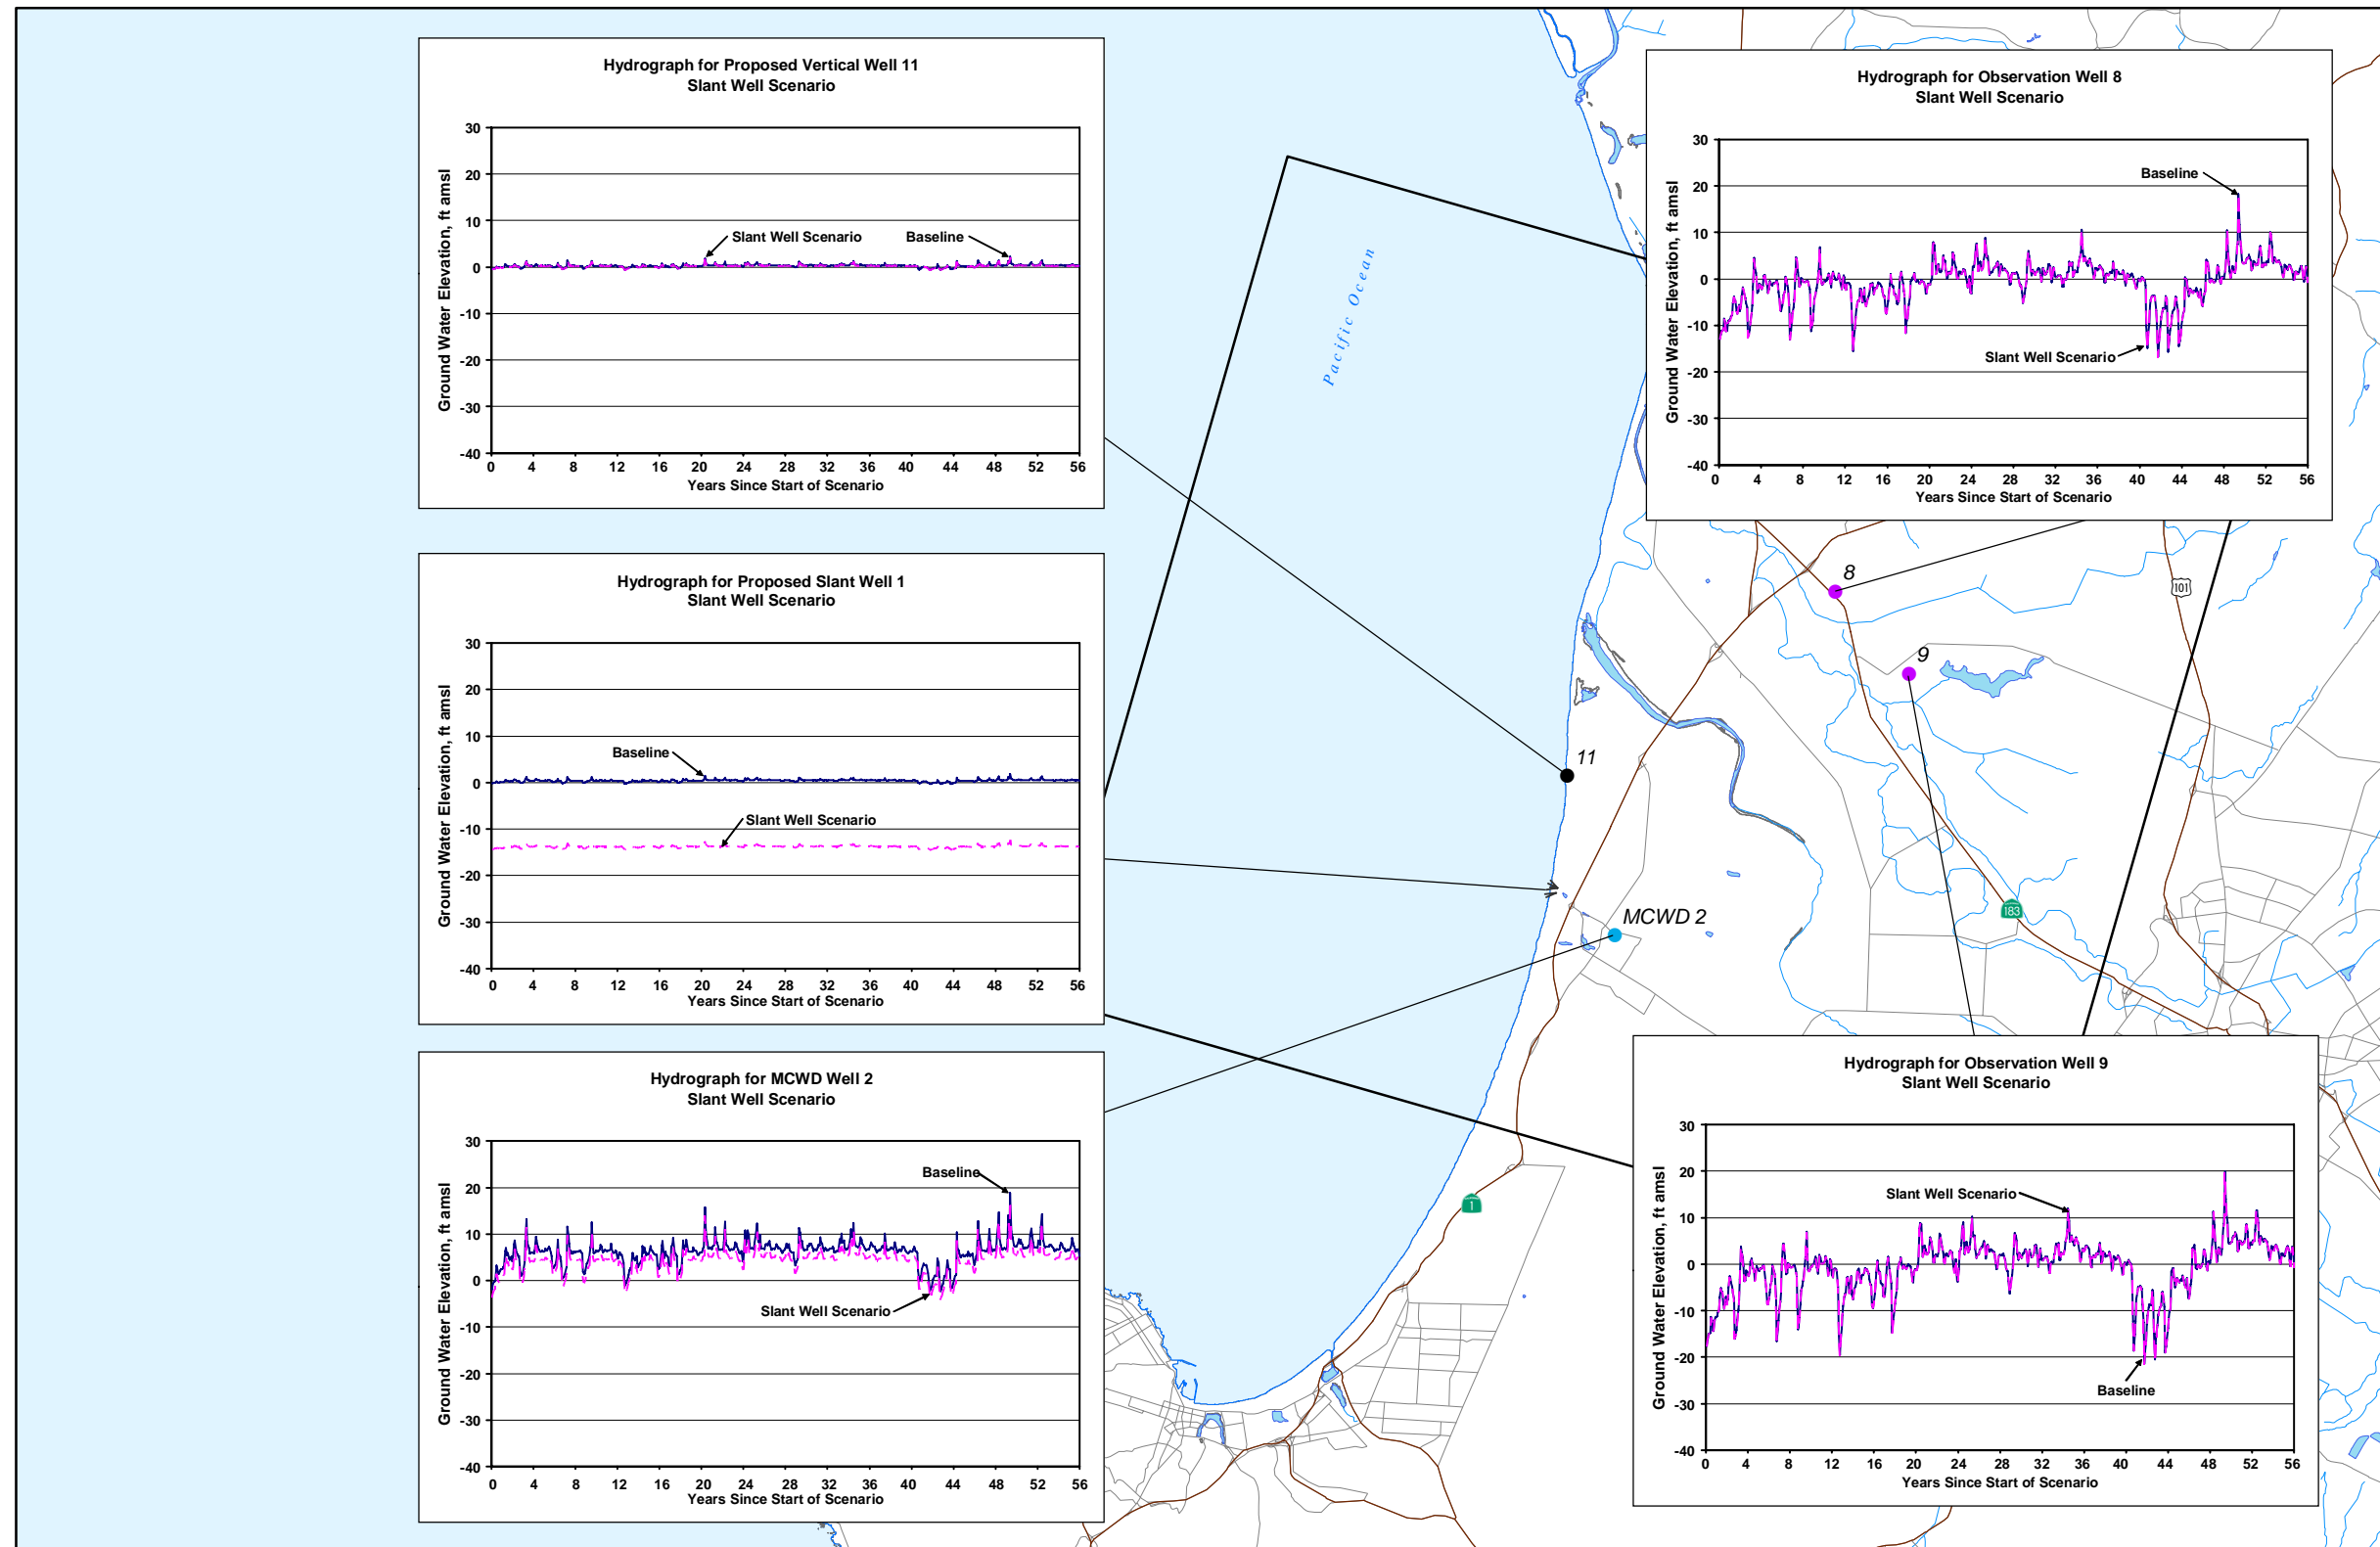 Hydrograph for Proposed Vertical Well 11
Slant Well Scenario
Ground Water Elevation, ft amsl
30
20
10
0
-10
-20
-30
-40
Slant Well Scenario
Baseline
0 4 8 12 16 20 24 28 32 36 40 44 48 52 56
Years Since Start of Scenario
Hydrograph for Observation Well 8
Slant Well Scenario
Ground Water Elevation, ft amsl
30
20
10
0
-10
-20
-30
-40
Baseline
Slant Well Scenario
0 4 8 12 16 20 24 28 32 36 40 44 48 52 56
Years Since Start of Scenario
Pacific Ocean
Hydrograph for Proposed Slant Well 1
Slant Well Scenario
Ground Water Elevation, ft amsl
30
20
10
0
-10
-20
-30
-40
Baseline
Slant Well Scenario
0 4 8 12 16 20 24 28 32 36 40 44 48 52 56
Years Since Start of Scenario
8
101
9
11
183
MCWD 2
1
Hydrograph for MCWD Well 2
Slant Well Scenario
Ground Water Elevation, ft amsl
30
20
10
0
-10
-20
-30
-40
Baseline
Slant Well Scenario
0 4 8 12 16 20 24 28 32 36 40 44 48 52 56
Years Since Start of Scenario
Hydrograph for Observation Well 9
Slant Well Scenario
Ground Water Elevation, ft amsl
30
20
10
0
-10
-20
-30
-40
Slant Well Scenario
Baseline
0 4 8 12 16 20 24 28 32 36 40 44 48 52 56
Years Since Start of Scenario